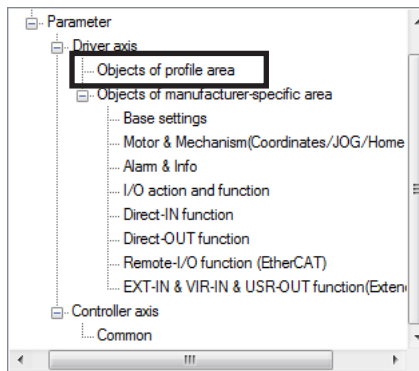 Parameter
Driver axis
Objects of profile area
Objects of manufacturer-specific area
Base settings
Motor & Mechanism(Coordinates/JOG/Home
Alarm & Info
I/O action and function
Direct-IN function
Direct-OUT function
Remote-I/O function (EtherCAT)
EXT-IN & VIR-IN & USR-OUT function(Exten
Controller axis
Common